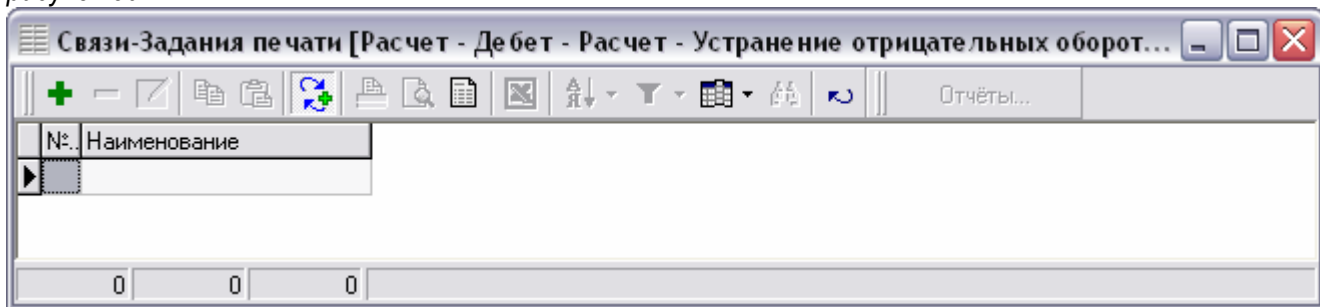 Связи-Задания печати [Расчет - Дебет - Расчет - Устранение отрицательных оборот...
Отчёты...
№.. Наименование
0 0 0